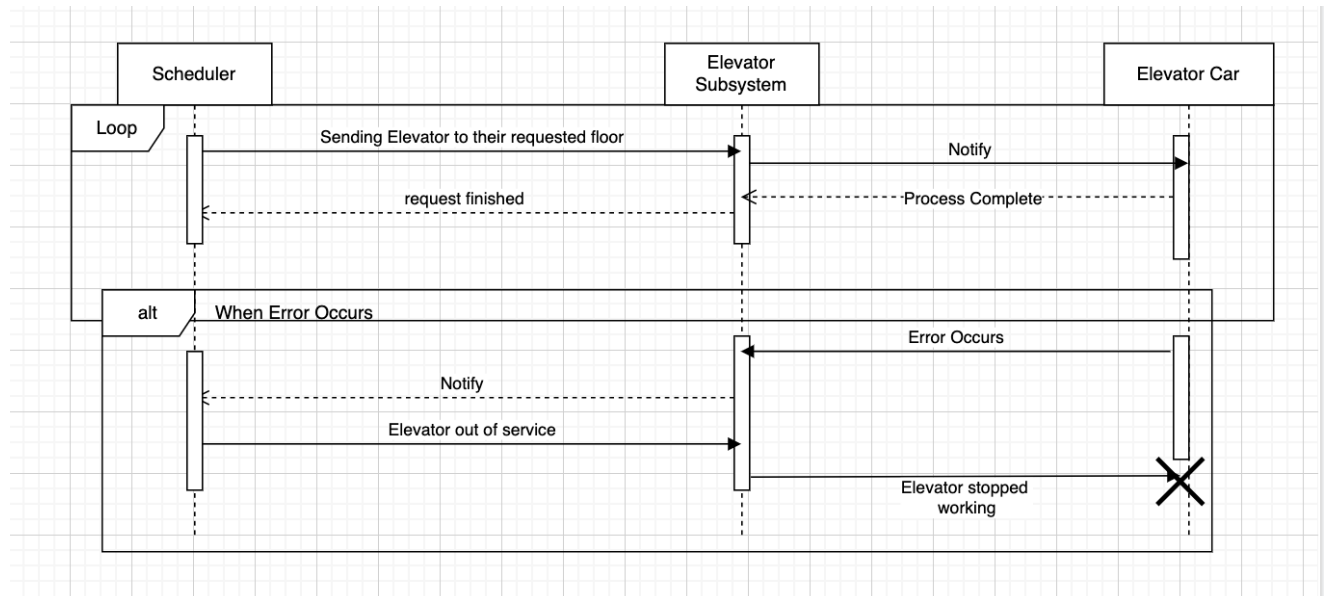 Scheduler
Elevator
Subsystem
Elevator Car
Loop
Sending Elevator to their requested floor
Notify
request finished
Process Complete
alt
When Error Occurs
Error Occurs
Notify
Elevator out of service
Elevator stopped
working